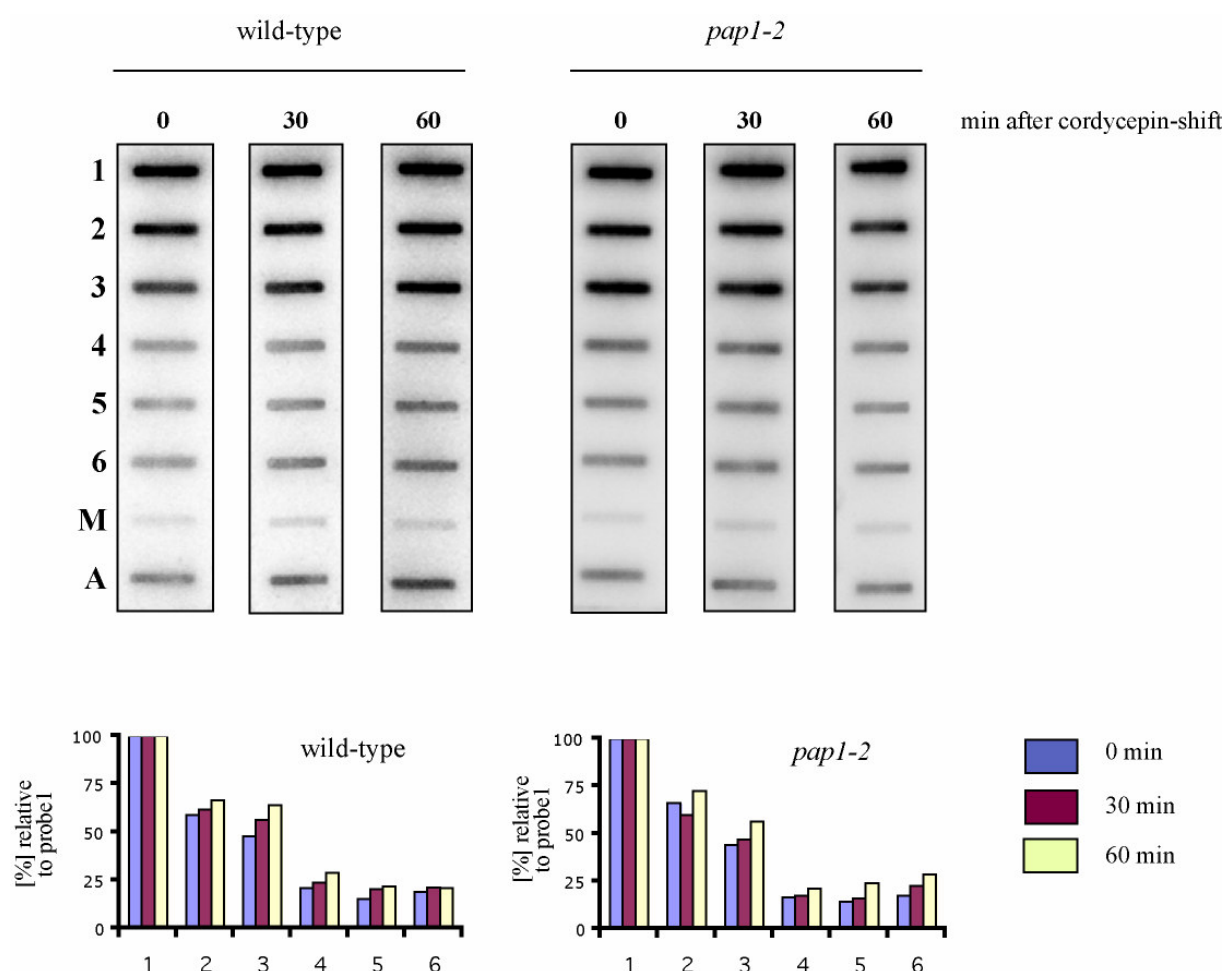 wild-type pap1-2
0 30 60 0 30 60 min after cordycepin-shift
1
2
3
4
5
6
M
A
wild-type
[%] relative
to probe1
100
75
50
25
0
1 2 3 4 5 6
pap1-2
[%] relative
to probe1
100
75
50
25
0
1 2 3 4 5 6
0 min
30 min
60 min